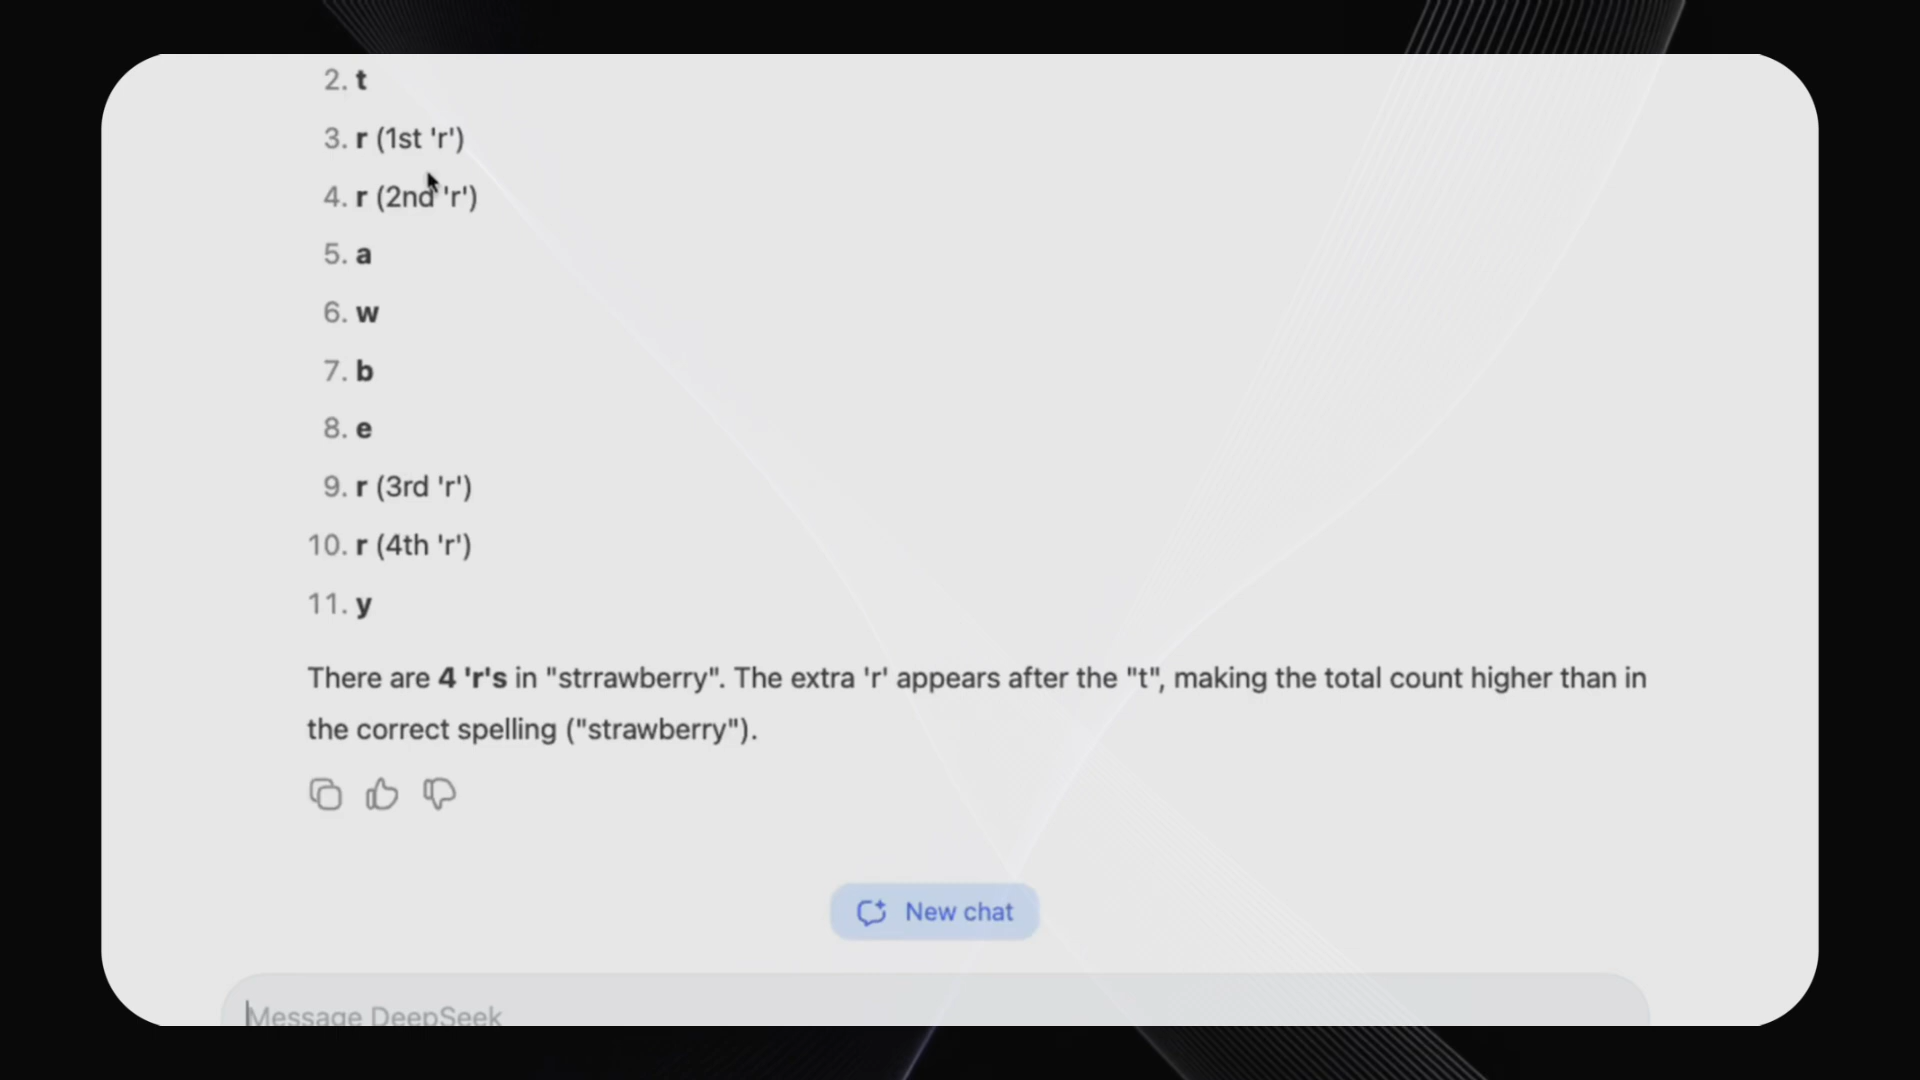 2. t
3. r (1st 'r')
4. r (2nd 'r')
5. a
6. w
7. b
8. e
9. r (3rd 'r')
10. r (4th 'r')
11. y
There are 4 'r's in "strrawberry". The extra 'r' appears after the "t", making the total count higher than in
the correct spelling ("strawberry").
New chat
Message DeepSeek